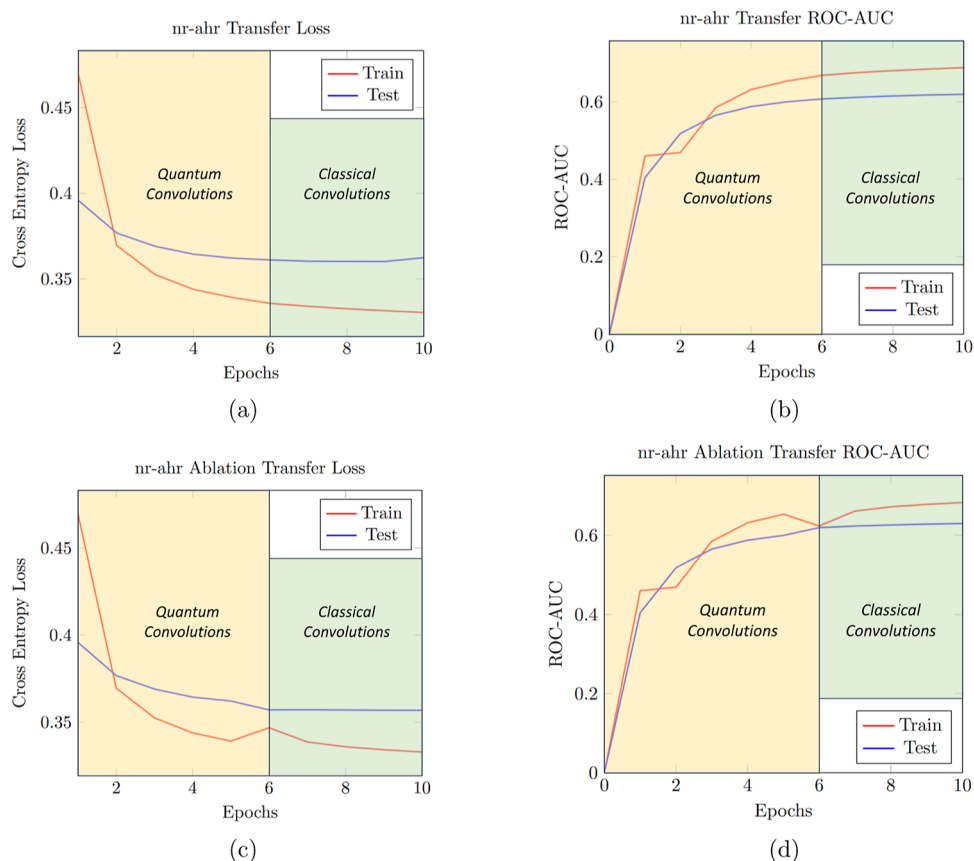 nr-ahr Transfer Loss
Train
Test
0.45
0.4
0.35
Cross Entropy Loss
Quantum
Convolutions
Classical
Convolutions
2
4
6
8
10
Epochs
(a)
nr-ahr Transfer ROC-AUC
0.6
0.4
0.2
0
ROC-AUC
Quantum
Convolutions
Classical
Convolutions
Train
Test
0
2
4
6
8
10
Epochs
(b)
nr-ahr Ablation Transfer Loss
Train
Test
0.45
0.4
0.35
Cross Entropy Loss
Quantum
Convolutions
Classical
Convolutions
2
4
6
8
10
Epochs
(c)
nr-ahr Ablation Transfer ROC-AUC
0.6
0.4
0.2
0
ROC-AUC
Quantum
Convolutions
Classical
Convolutions
Train
Test
0
2
4
6
8
10
Epochs
(d)